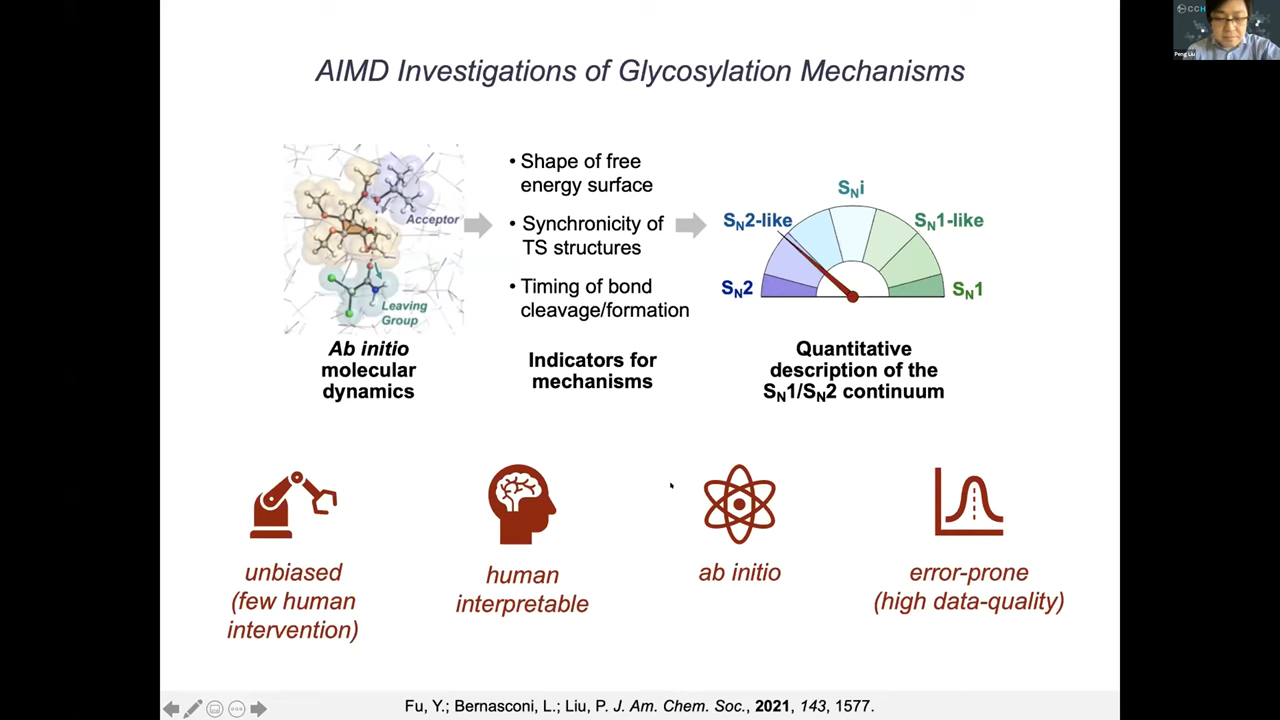 CCH
Peng Liu
AIMD Investigations of Glycosylation Mechanisms
Acceptor
Leaving
Group
Ab initio
molecular
dynamics
• Shape of free
energy surface
• Synchronicity of
TS structures
• Timing of bond
cleavage/formation
Indicators for
mechanisms
SNi
SN2-like
SN1-like
SN2
SN1
Quantitative
description of the
SN1/SN2 continuum
unbiased
(few human
intervention)
human
interpretable
ab initio
error-prone
(high data-quality)
Fu, Y.; Bernasconi, L.; Liu, P. J. Am. Chem. Soc., 2021, 143, 1577.